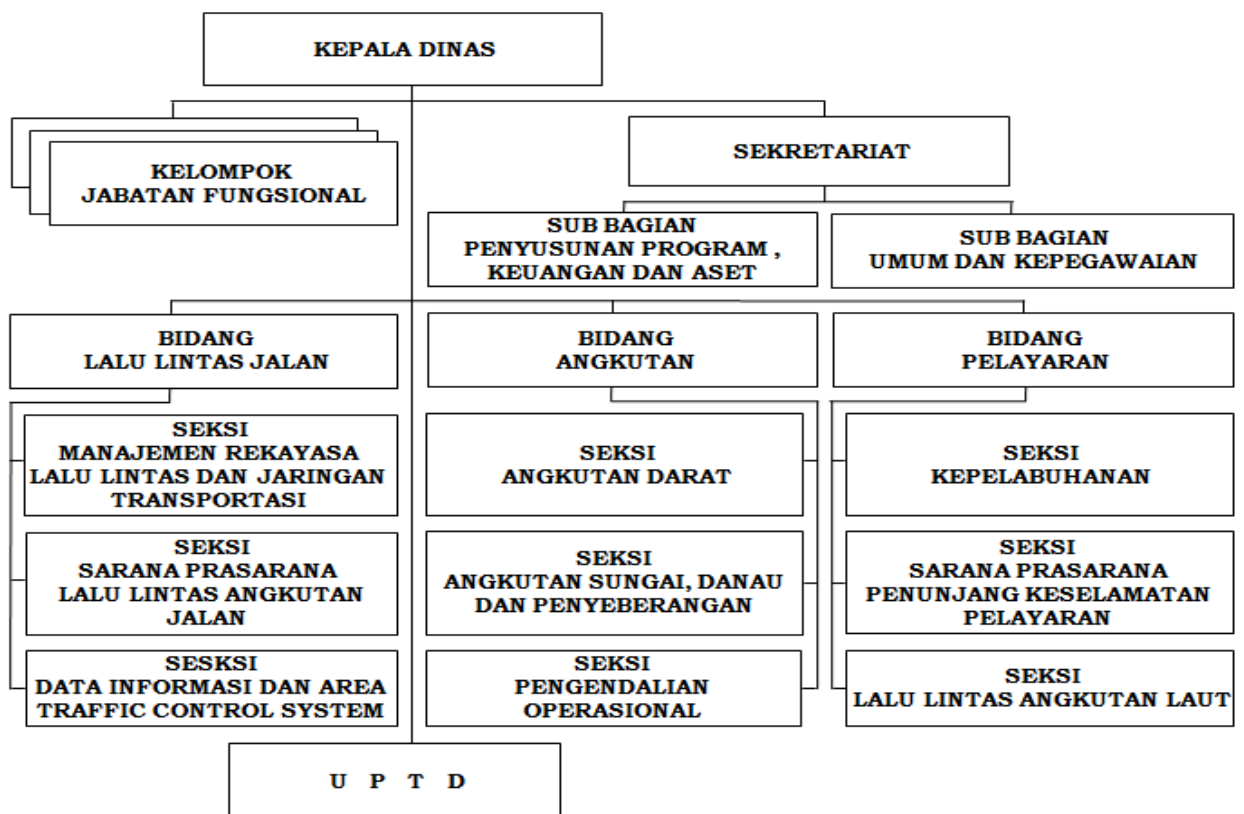 KEPALA DINAS
KELOMPOK
JABATAN FUNGSIONAL
SEKRETARIAT
SUB BAGIAN
PENYUSUNAN PROGRAM ,
KEUANGAN DAN ASET
SUB BAGIAN
UMUM DAN KEPEGAWAIAN
BIDANG
LALU LINTAS JALAN
BIDANG
ANGKUTAN
BIDANG
PELAYARAN
SEKSI
MANAJEMEN REKAYASA
LALU LINTAS DAN JARINGAN
TRANSPORTASI
SEKSI
ANGKUTAN DARAT
SEKSI
KEPELABUHANAN
SEKSI
SARANA PRASARANA
LALU LINTAS ANGKUTAN
JALAN
SEKSI
ANGKUTAN SUNGAI, DANAU
DAN PENYEBERANGAN
SEKSI
SARANA PRASARANA
PENUNJANG KESELAMATAN
PELAYARAN
SESKSI
DATA INFORMASI DAN AREA
TRAFFIC CONTROL SYSTEM
SEKSI
PENGENDALIAN
OPERASIONAL
SEKSI
LALU LINTAS ANGKUTAN LAUT
U P T D